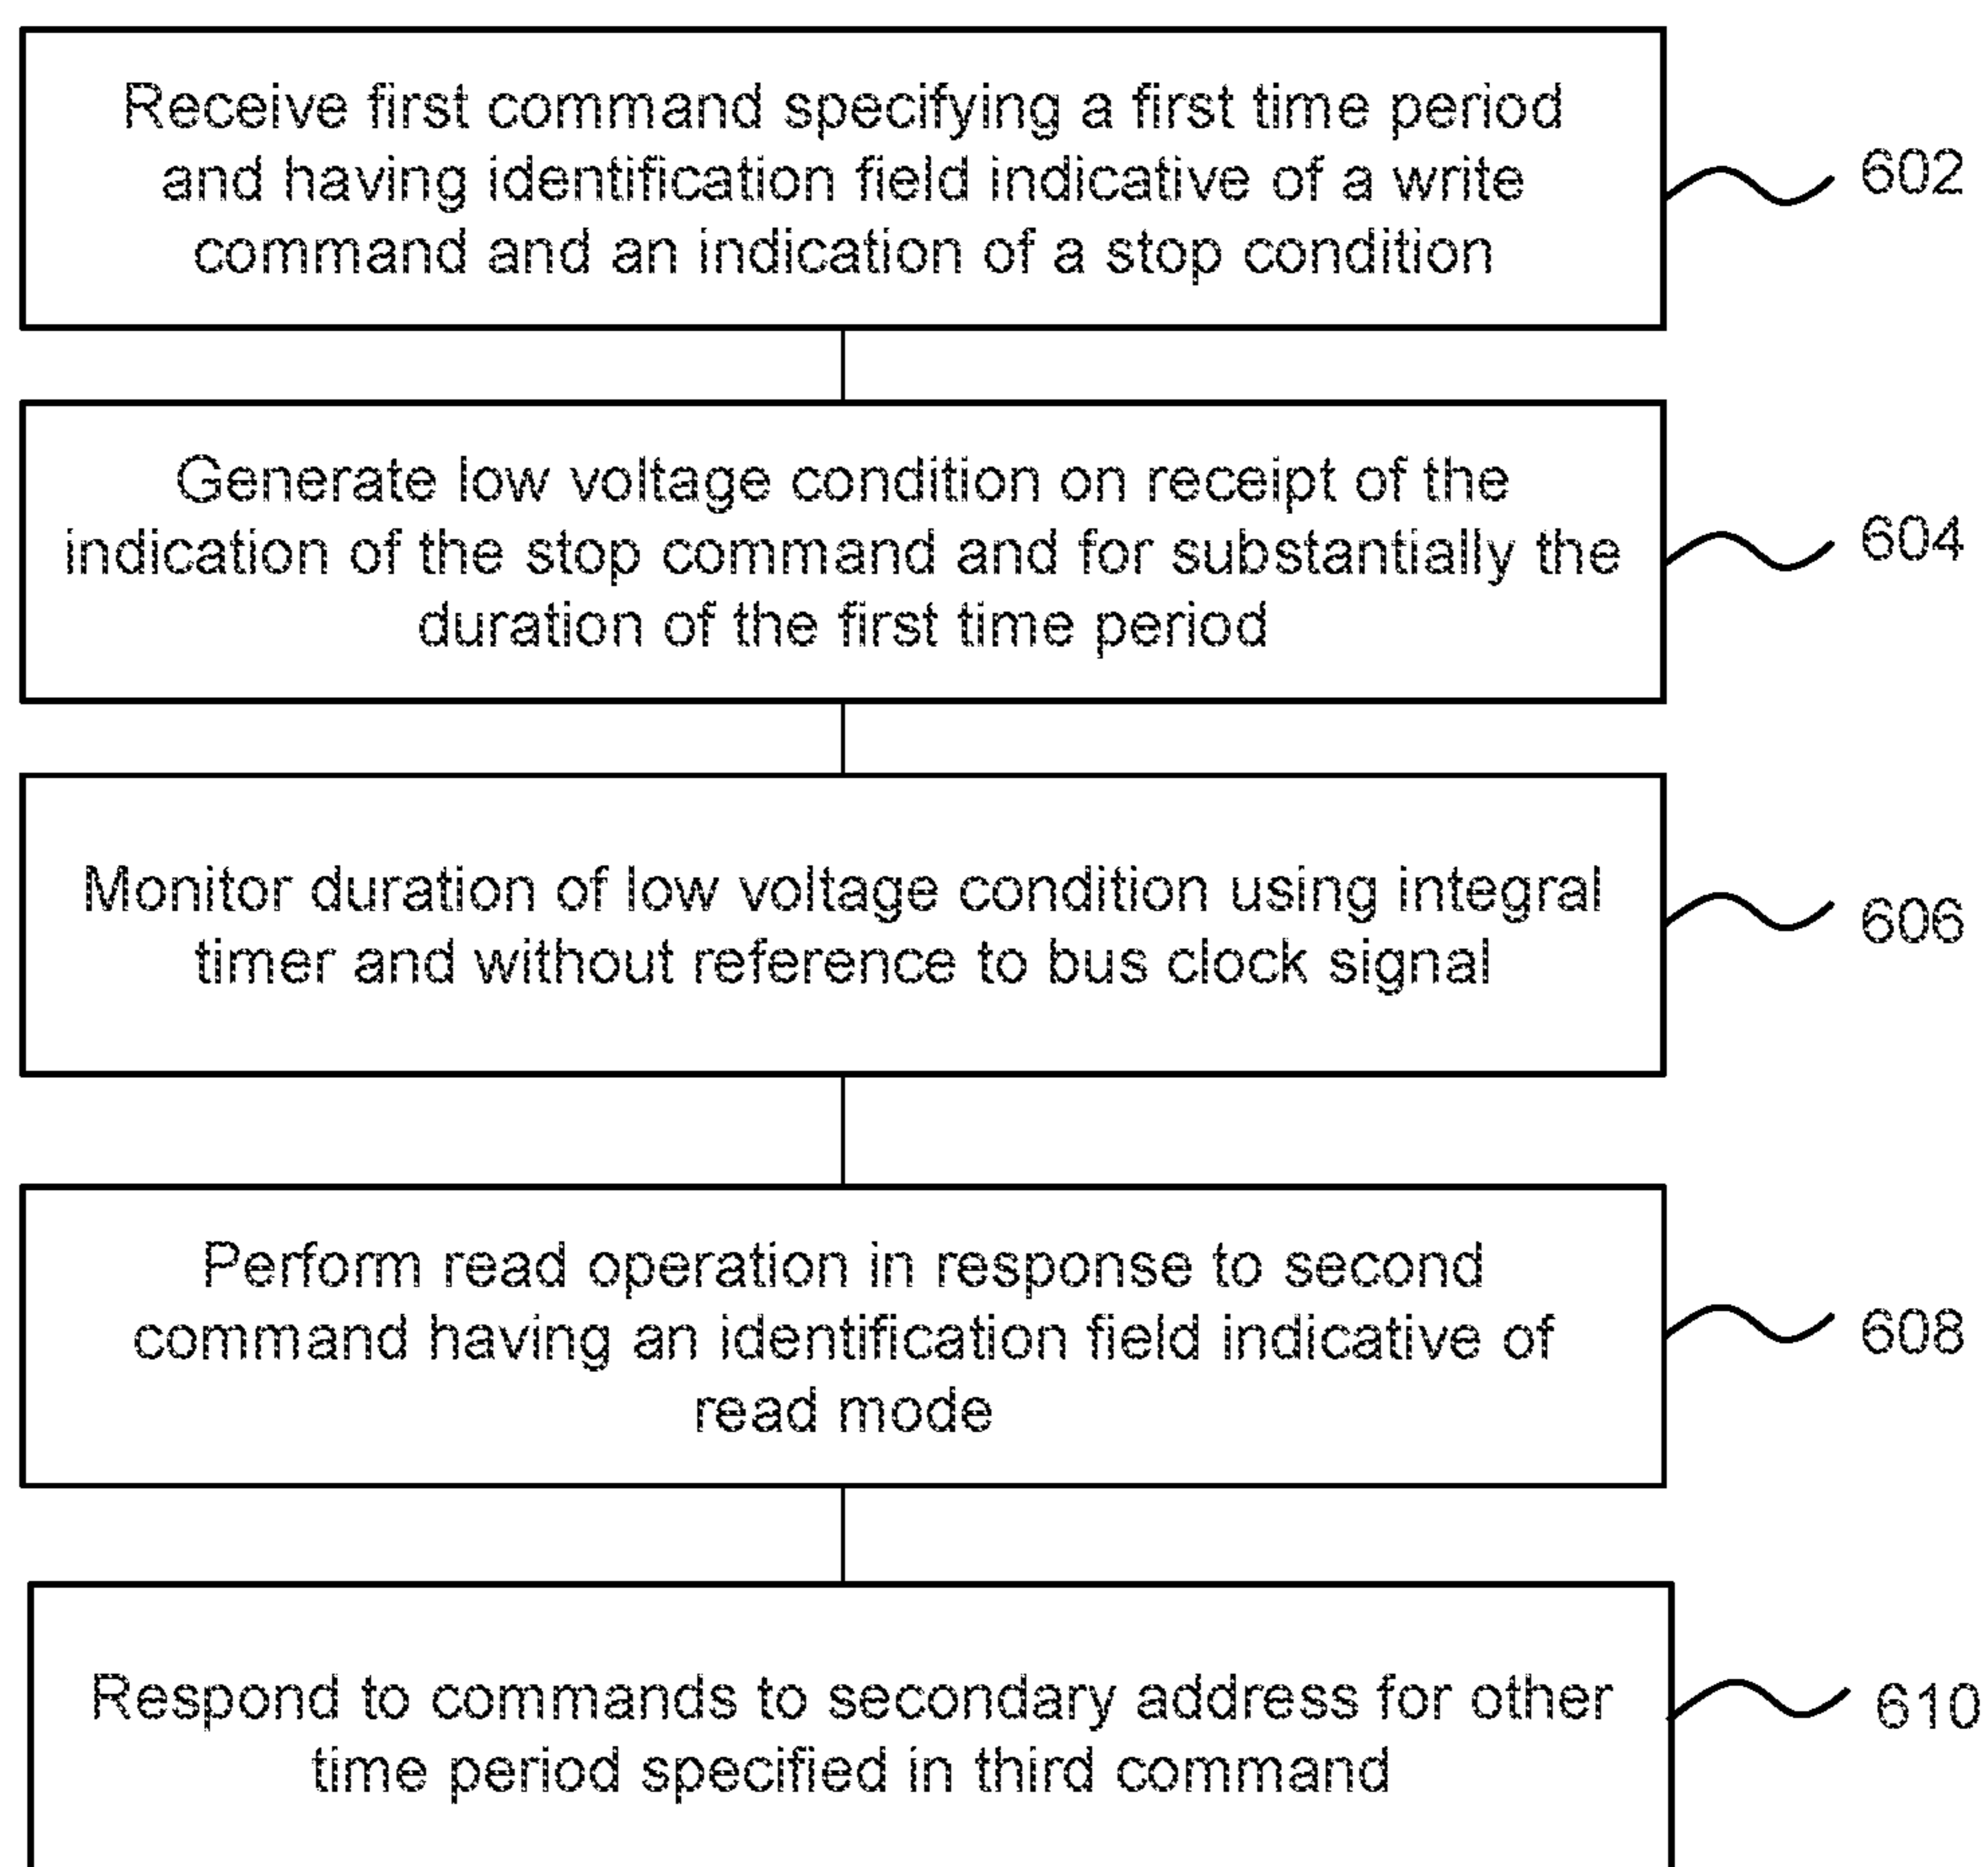 Receive first command specifying a first time period
and having identification field indicative of a write
command and an indication of a stop condition
602
Generate low voltage condition on receipt of the
indication of the stop command and for substantially the
duration of the first time period
604
Monitor duration of low voltage condition using integral
timer and without reference to bus clock signal
606
Perform read operation in response to second
command having an identification field indicative of
read mode
608
Respond to commands to secondary address for other
time period specified in third command
610